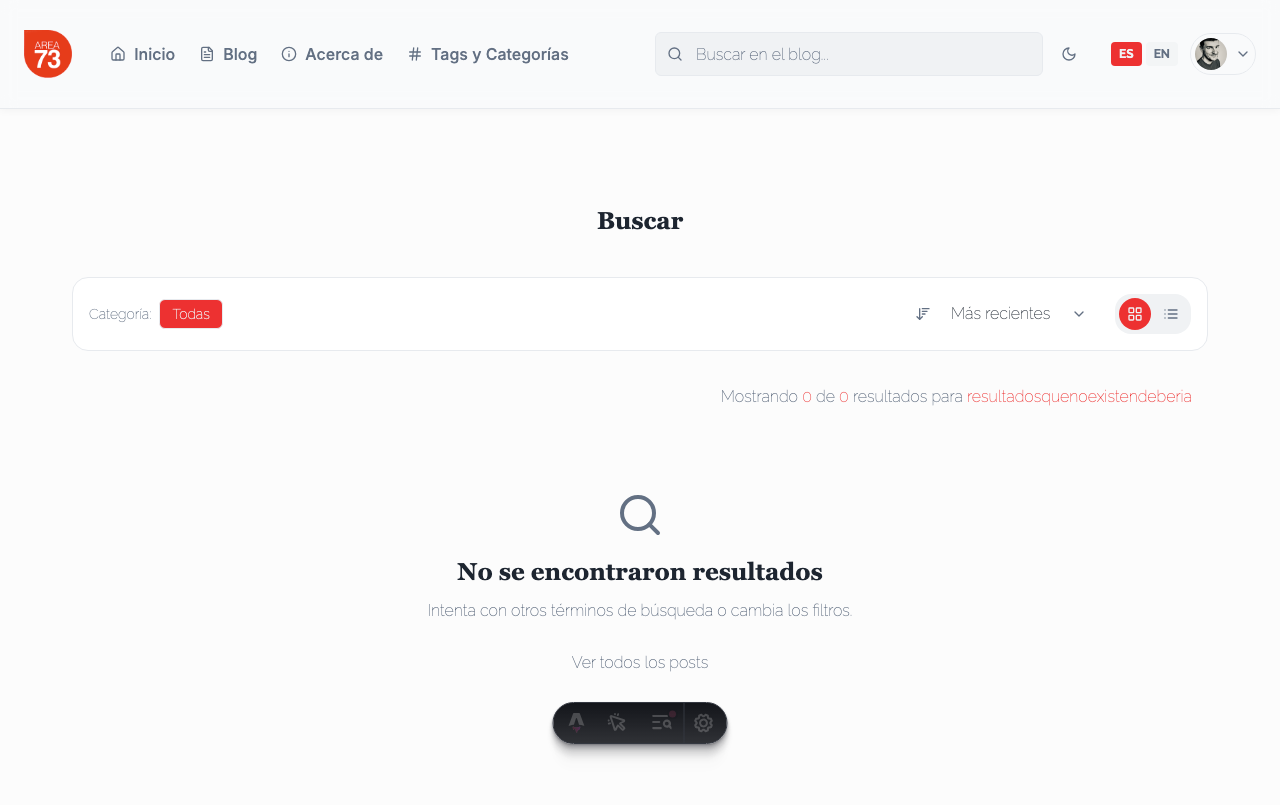 AREA
73
Inicio
Blog
Acerca de
Tags y Categorías
Buscar en el blog...
ES
EN
Buscar
Categoría:
Todas
Más recientes
Mostrando 0 de 0 resultados para resultadosquenoexistendeberia
No se encontraron resultados
Intenta con otros términos de búsqueda o cambia los filtros.
Ver todos los posts